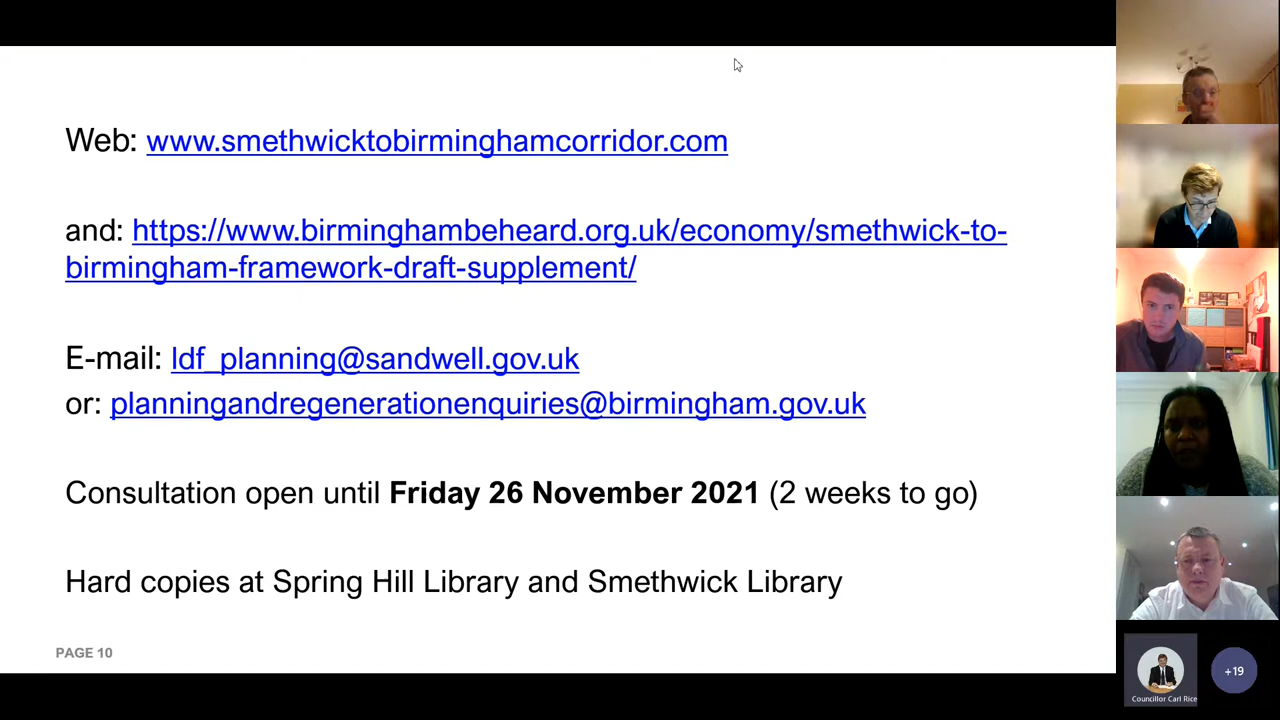 Web: www.smethwicktobirminghamcorridor.com
and: https://www.birminghambeheard.org.uk/economy/smethwick-to-
birmingham-framework-draft-supplement/
E-mail: ldf_planning@sandwell.gov.uk
or: planningandregenerationenquiries@birmingham.gov.uk
Consultation open until Friday 26 November 2021 (2 weeks to go)
Hard copies at Spring Hill Library and Smethwick Library
PAGE 10
Councillor Carl Rice
+19